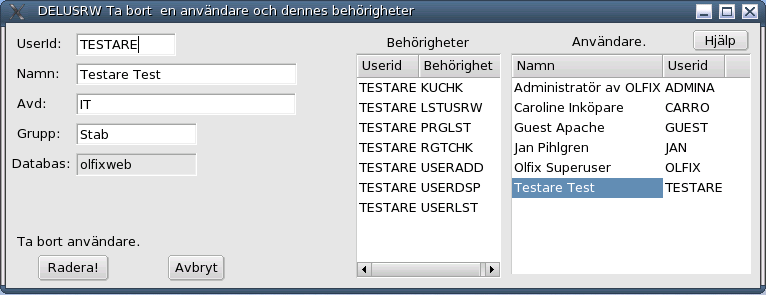 DELUSRW Ta bort  en användare och dennes behörigheter
UserId: TESTARE
Namn: Testare Test
Avd: IT
Grupp: Stab
Databas: olfixweb
Ta bort användare.
Radera! Avbryt
Behörigheter
Userid Behörighet
TESTARE KUCHK
TESTARE LSTUSRW
TESTARE PRGLST
TESTARE RGTCHK
TESTARE USERADD
TESTARE USERDSP
TESTARE USERLST
Användare. Hjälp
Namn Userid
Administratör av OLFIX ADMINA
Caroline Inköpare CARRO
Guest Apache GUEST
Jan Pihlgren JAN
Olfix Superuser OLFIX
Testare Test TESTARE